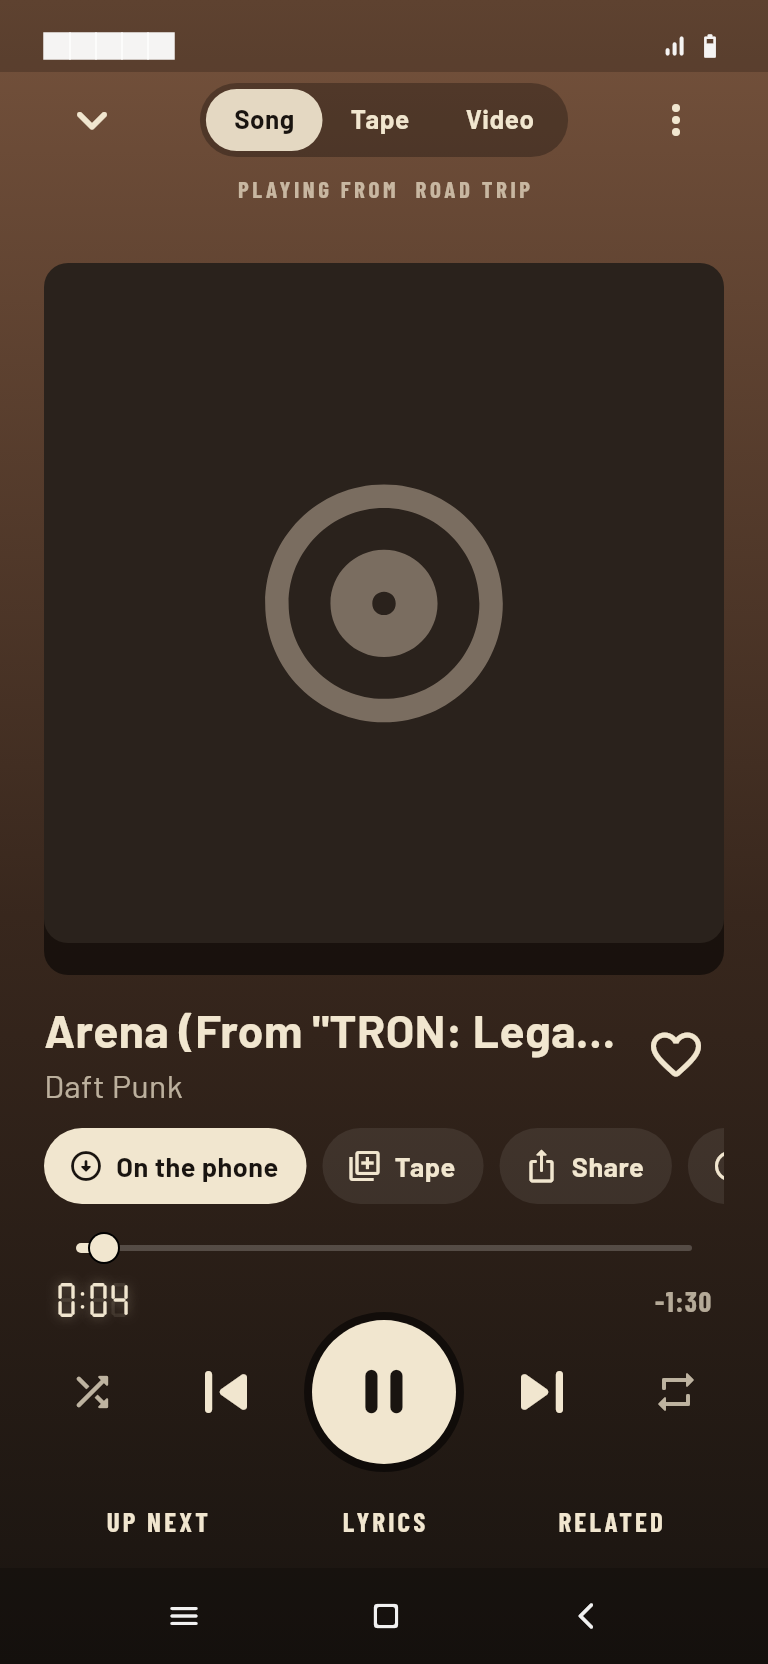 Song Tape Video
PLAYING FROM ROAD TRIP
Arena (From "TRON: Lega...
Daft Punk
On the phone Tape Share
0:04 -1:30
UP NEXT LYRICS RELATED